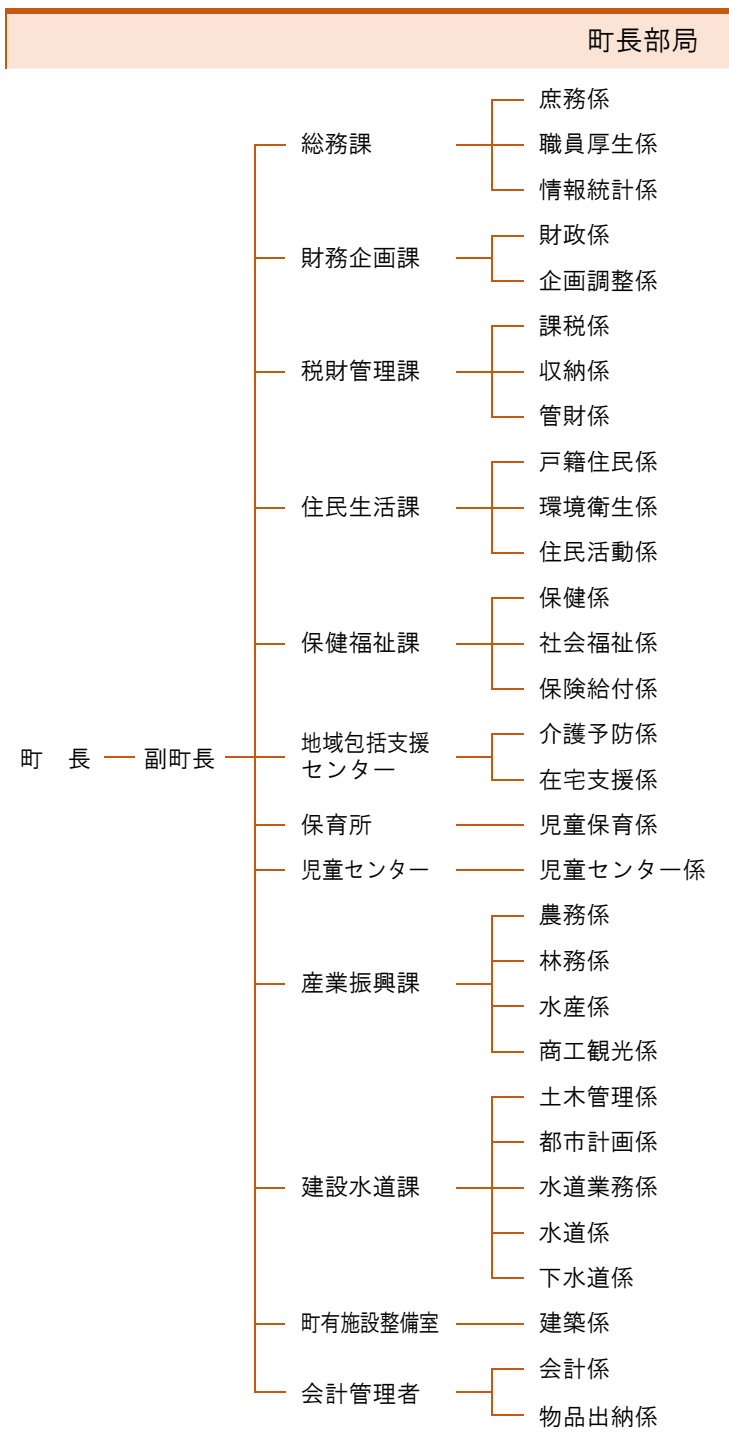 町長部局
町　長
副町長
総務課
庶務係
職員厚生係
情報統計係
財務企画課
財政係
企画調整係
税財管理課
課税係
収納係
管財係
住民生活課
戸籍住民係
環境衛生係
住民活動係
保健福祉課
保健係
社会福祉係
保険給付係
地域包括支援
センター
介護予防係
在宅支援係
保育所
児童保育係
児童センター
児童センター係
産業振興課
農務係
林務係
水産係
商工観光係
建設水道課
土木管理係
都市計画係
水道業務係
水道係
下水道係
町有施設整備室
建築係
会計管理者
会計係
物品出納係